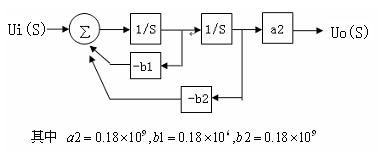 Ui(S)
Σ
1/S
1/S
a2
Uo(S)
-b1
-b2
其中 a2=0.18×10⁹,b1=0.18×10⁴,b2=0.18×10⁹